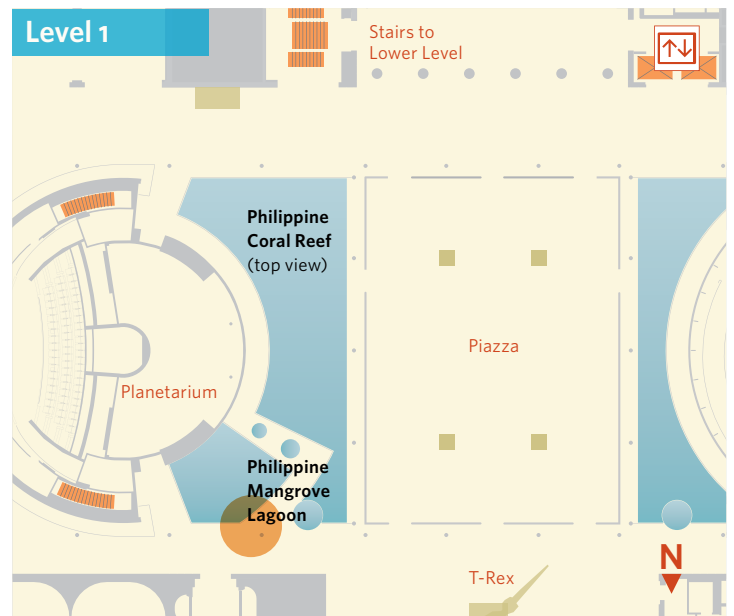 Level 1
Stairs to
Lower Level
Philippine
Coral Reef
(top view)
Piazza
Planetarium
Philippine
Mangrove
Lagoon
N
T-Rex